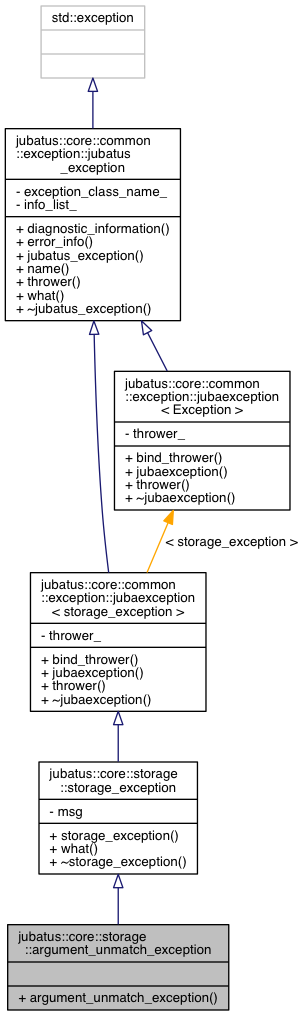 std::exception
jubatus::core::common
::exception::jubatus
_exception
- exception_class_name_
- info_list_
+ diagnostic_information()
+ error_info()
+ jubatus_exception()
+ name()
+ thrower()
+ what()
+ ~jubatus_exception()
jubatus::core::common
::exception::jubaexception
< Exception >
- thrower_
+ bind_thrower()
+ jubaexception()
+ thrower()
+ ~jubaexception()
< storage_exception >
jubatus::core::common
::exception::jubaexception
< storage_exception >
- thrower_
+ bind_thrower()
+ jubaexception()
+ thrower()
+ ~jubaexception()
jubatus::core::storage
::storage_exception
- msg
+ storage_exception()
+ what()
+ ~storage_exception()
jubatus::core::storage
::argument_unmatch_exception
+ argument_unmatch_exception()